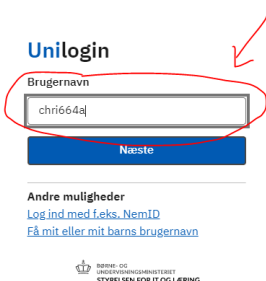 Unilogin
Brugernavn
chri664a
Næste
Andre muligheder
Log ind med f.eks. NemID
Få mit eller mit barns brugernavn
BØRNE- OG
UNDERVISNINGSMINISTERIET
STYRELSEN FOR IT OG LÆRING